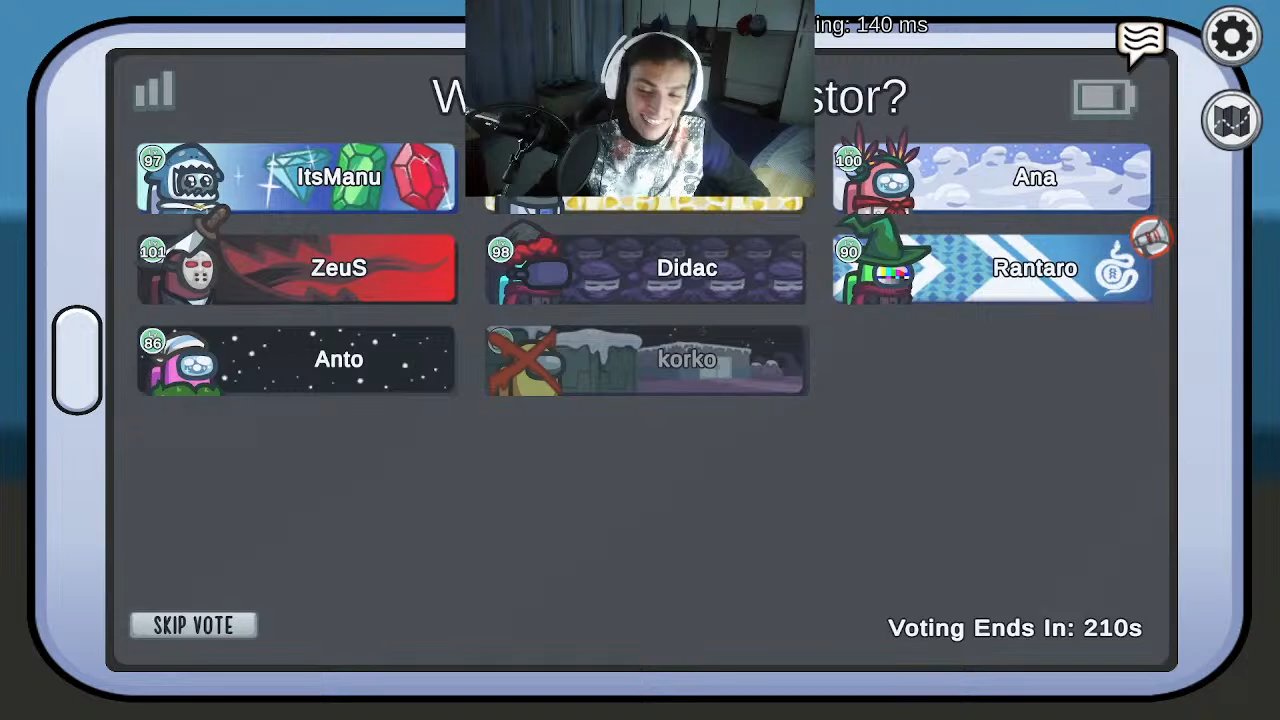 ing: 140 ms
stor?
97
ItsManu
100
Ana
101
ZeuS
98
Didac
90
Rantaro
86
Anto
korko
SKIP VOTE
Voting Ends In: 210s